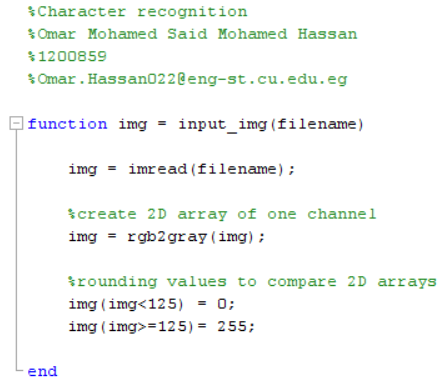 %Character recognition
%Omar Mohamed Said Mohamed Hassan
%1200859
%Omar.Hassan022@eng-st.cu.edu.eg
function img = input_img(filename)
img = imread(filename);
%create 2D array of one channel
img = rgb2gray(img);
%rounding values to compare 2D arrays
img(img<125) = 0;
img(img>=125)= 255;
end